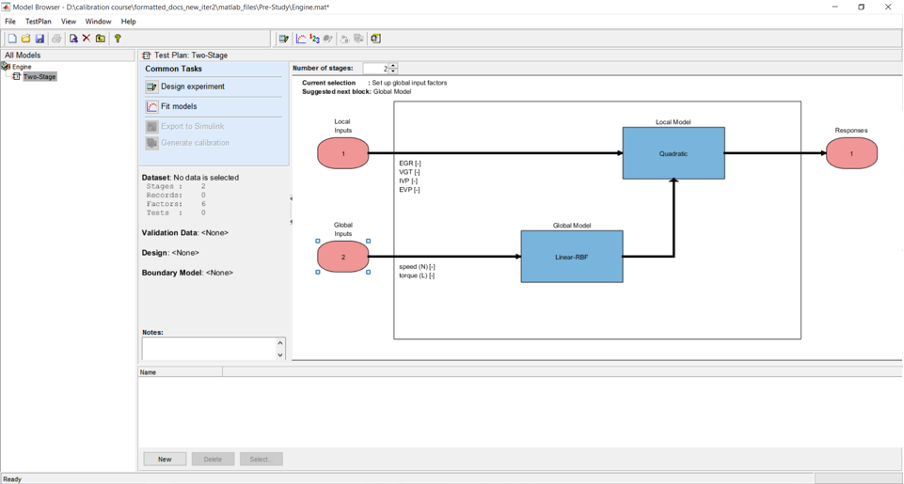 Model Browser - D:\calibration course\formatted_docs_new_iter2\matlab_files\Pre-Study\Engine.mat*
File TestPlan View Window Help
All Models
Engine
Two-Stage
Test Plan: Two-Stage
Common Tasks
Design experiment
Fit models
Export to Simulink
Generate calibration
Dataset: No data is selected
Stages : 2
Records: 0
Factors: 6
Tests : 0
Validation Data: <None>
Design: <None>
Boundary Model: <None>
Notes:
Number of stages: 2
Current selection : Set up global input factors
Suggested next block: Global Model
Local
Inputs
1
EGR [-]
VGT [-]
IVP [-]
EVP [-]
Local Model
Quadratic
Responses
1
Global
Inputs
2
speed (N) [-]
torque (L) [-]
Global Model
Linear-RBF
Name
New Delete Select...
Ready